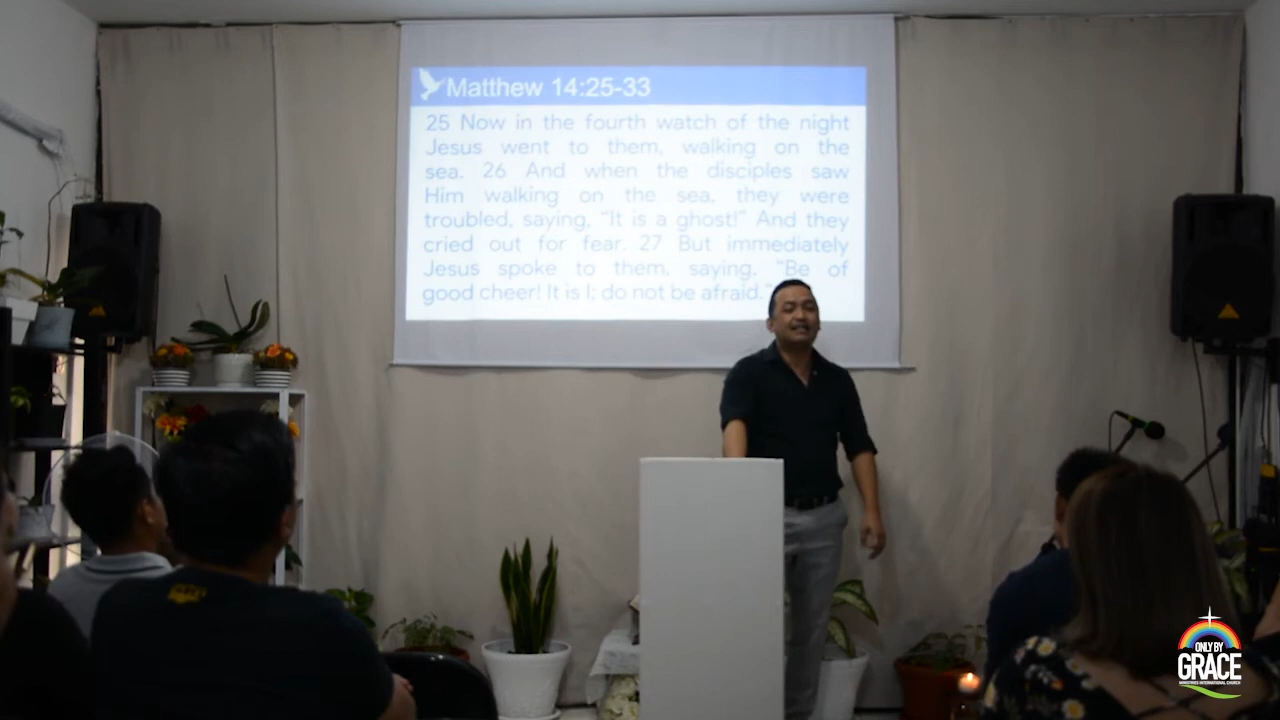 Matthew 14:25-33
25 Now in the fourth watch of the night
Jesus went to them, walking on the
sea. 26 And when the disciples saw
Him walking on the sea, they were
troubled, saying, "It is a ghost!" And they
cried out for fear. 27 But immediately
Jesus spoke to them, saying, "Be of
good cheer! It is I; do not be afraid."
ONLY BY
GRACE
MINISTRIES INTERNATIONAL CHURCH